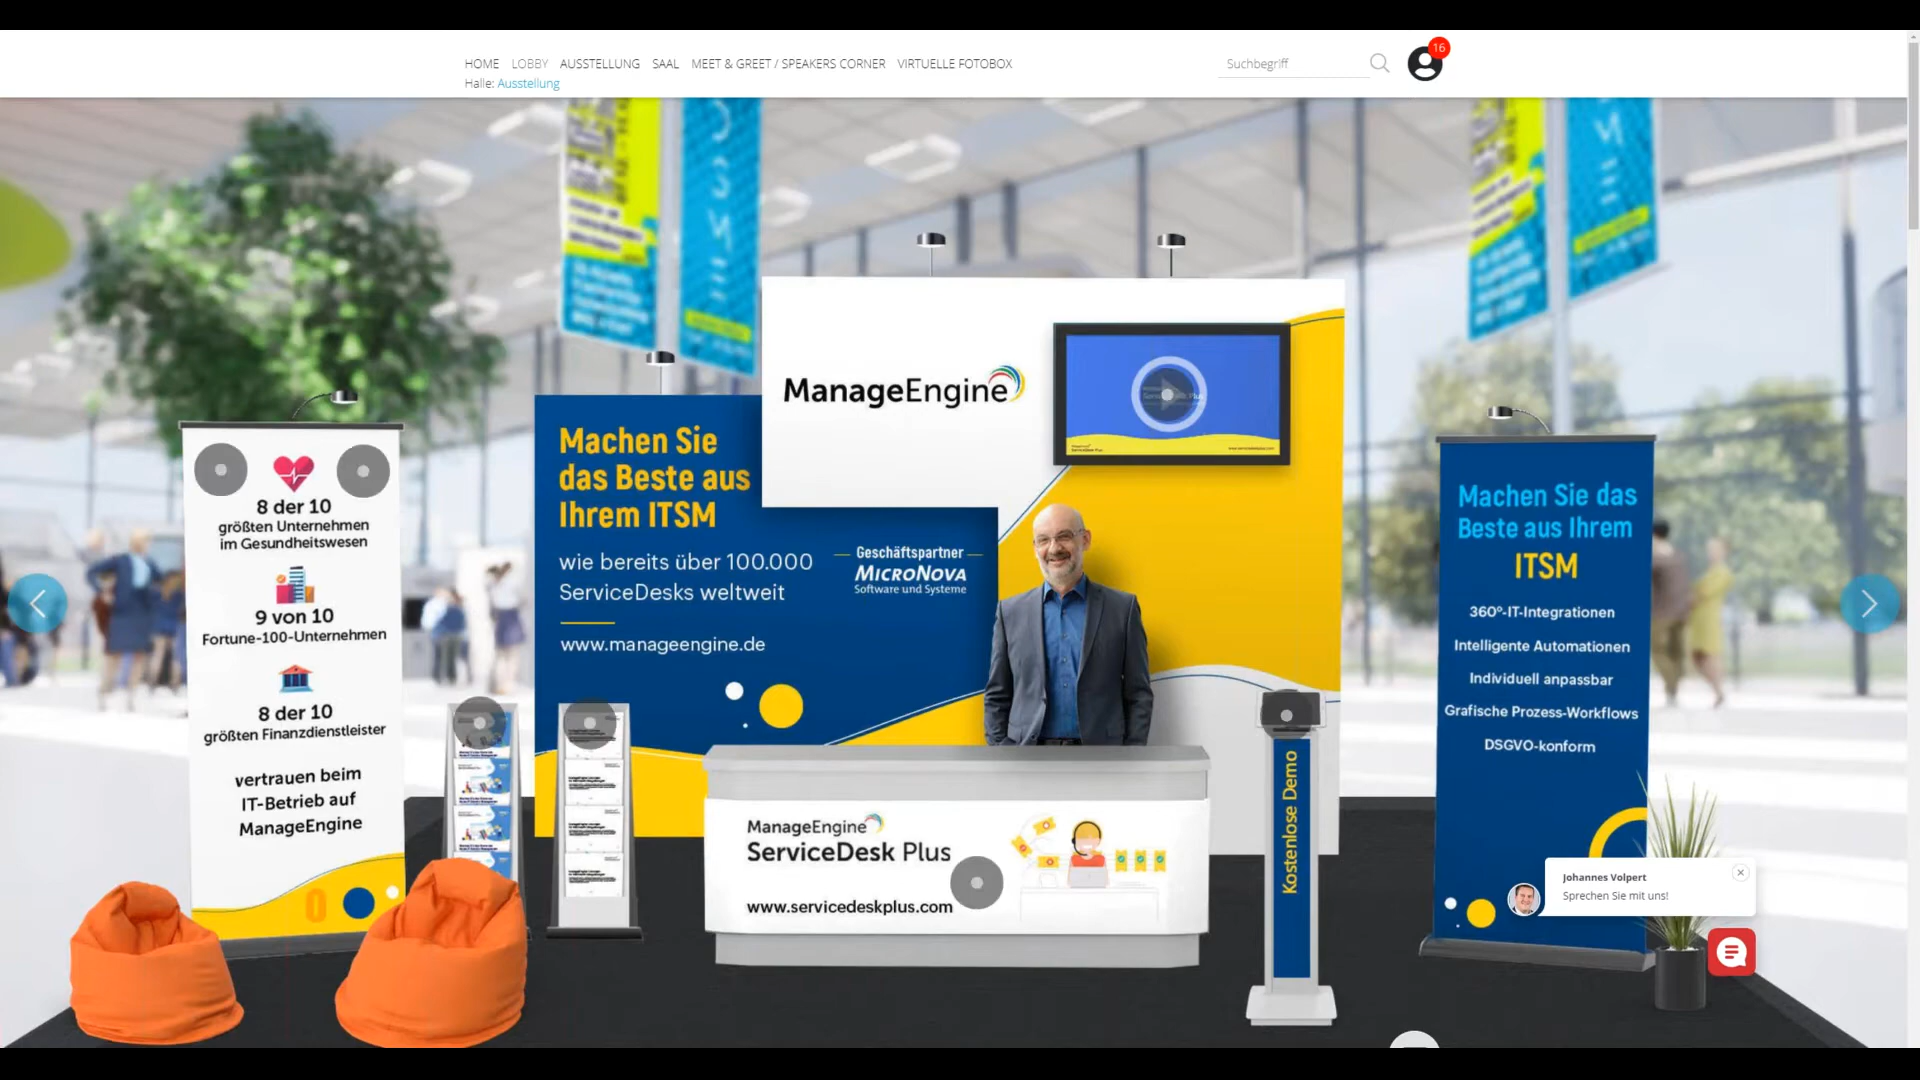 HOME LOBBY AUSSTELLUNG SAAL MEET & GREET / SPEAKERS CORNER VIRTUELLE FOTOBOX
Suchbegriff
16
Halle: Ausstellung
8 der 10
größten Unternehmen
im Gesundheitswesen
9 von 10
Fortune-100-Unternehmen
8 der 10
größten Finanzdienstleister
vertrauen beim
IT-Betrieb auf
ManageEngine
Machen Sie
das Beste aus
Ihrem ITSM
wie bereits über 100.000
ServiceDesks weltweit
www.manageengine.de
Geschäftspartner
MicroNova
Software und Systeme
ManageEngine
ManageEngine
ServiceDesk Plus
www.servicedeskplus.com
Kostenlose Demo
Machen Sie das
Beste aus Ihrem
ITSM
360°-IT-Integrationen
Intelligente Automationen
Individuell anpassbar
Grafische Prozess-Workflows
DSGVO-konform
Johannes Volpert
Sprechen Sie mit uns!